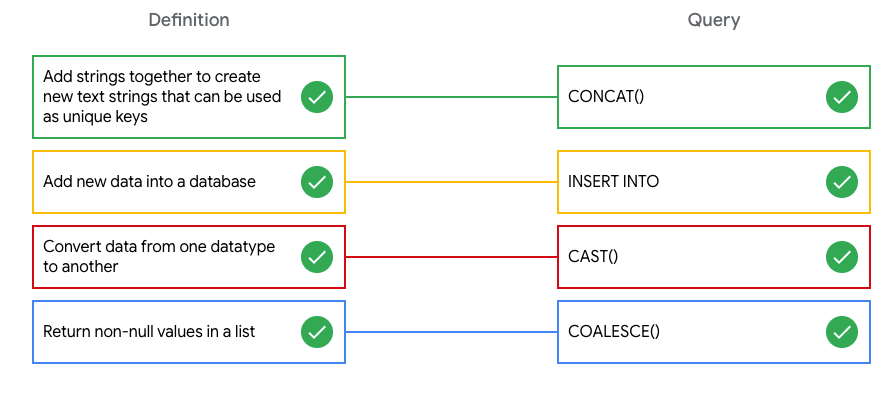 Definition
Query
Add strings together to create
new text strings that can be used
as unique keys
CONCAT()
Add new data into a database
INSERT INTO
Convert data from one datatype
to another
CAST()
Return non-null values in a list
COALESCE()